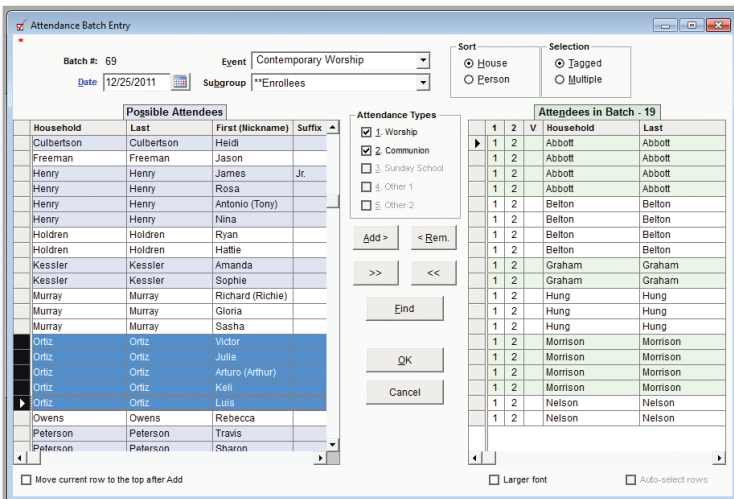 Attendance Batch Entry
*
Batch #: 69
Event Contemporary Worship
Date 12/25/2011
Subgroup **Enrollees
Sort
House
Person
Selection
Tagged
Multiple
Possible Attendees
Household Last First (Nickname) Suffix
Culbertson Culbertson Heidi
Freeman Freeman Jason
Henry Henry James Jr.
Henry Henry Rosa
Henry Henry Antonio (Tony)
Henry Henry Nina
Holdren Holdren Ryan
Holdren Holdren Hattie
Kessler Kessler Amanda
Kessler Kessler Sophie
Murray Murray Richard (Richie)
Murray Murray Gloria
Murray Murray Sasha
Ortiz Ortiz Victor
Ortiz Ortiz Julie
Ortiz Ortiz Arturo (Arthur)
Ortiz Ortiz Keli
Ortiz Ortiz Luis
Owens Owens Rebecca
Peterson Peterson Travis
Peterson Peterson Sharon
Move current row to the top after Add
Attendance Types
1. Worship
2. Communion
3. Sunday School
4. Other 1
5. Other 2
Add > < Rem.
>> <<
Find
OK
Cancel
Attendees in Batch - 19
1 2 V Household Last
1 2 Abbott Abbott
1 2 Abbott Abbott
1 2 Abbott Abbott
1 2 Abbott Abbott
1 2 Belton Belton
1 2 Belton Belton
1 2 Belton Belton
1 2 Belton Belton
1 2 Graham Graham
1 2 Graham Graham
1 2 Hung Hung
1 2 Hung Hung
1 2 Hung Hung
1 2 Morrison Morrison
1 2 Morrison Morrison
1 2 Morrison Morrison
1 2 Morrison Morrison
1 2 Nelson Nelson
1 2 Nelson Nelson
Larger font
Auto-select rows